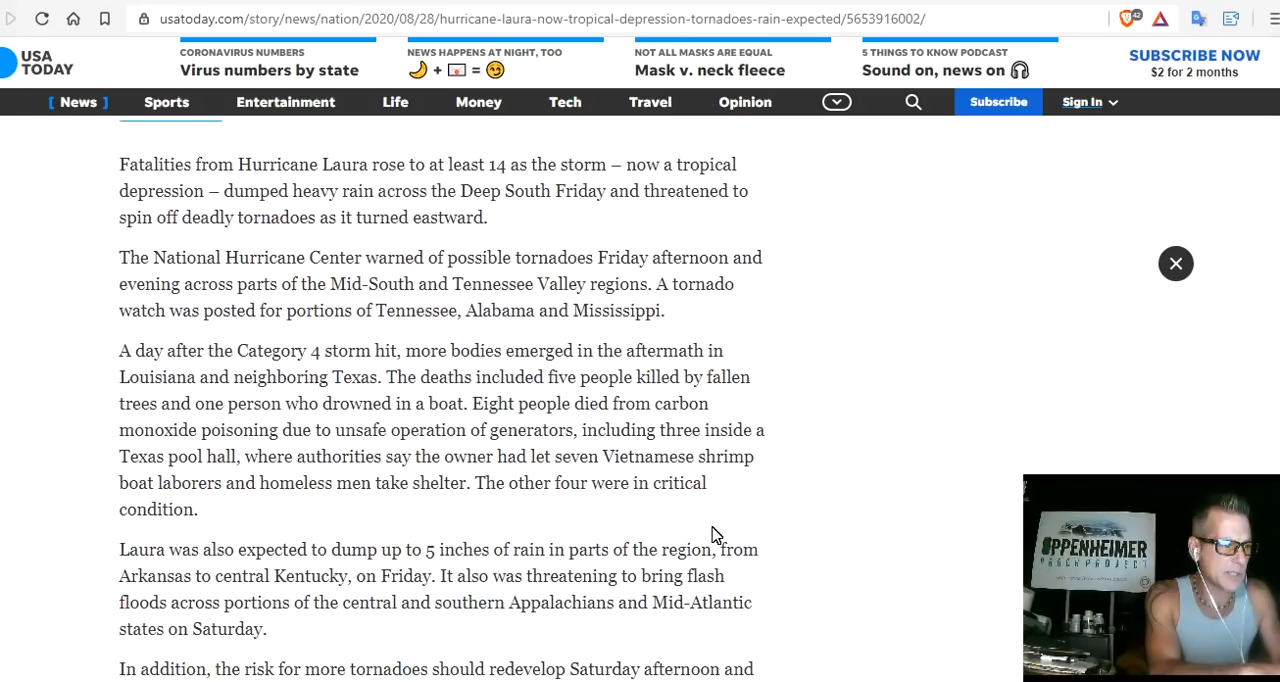 usatoday.com/story/news/nation/2020/08/28/hurricane-laura-now-tropical-depression-tornadoes-rain-expected/5653916002/
42
USA
TODAY
CORONAVIRUS NUMBERS
Virus numbers by state
NEWS HAPPENS AT NIGHT, TOO
🌙 + 💌 = 😏
NOT ALL MASKS ARE EQUAL
Mask v. neck fleece
5 THINGS TO KNOW PODCAST
Sound on, news on 🎧
SUBSCRIBE NOW
$2 for 2 months
[ News ] Sports Entertainment Life Money Tech Travel Opinion Subscribe Sign In
Fatalities from Hurricane Laura rose to at least 14 as the storm – now a tropical
depression – dumped heavy rain across the Deep South Friday and threatened to
spin off deadly tornadoes as it turned eastward.
The National Hurricane Center warned of possible tornadoes Friday afternoon and
evening across parts of the Mid-South and Tennessee Valley regions. A tornado
watch was posted for portions of Tennessee, Alabama and Mississippi.
A day after the Category 4 storm hit, more bodies emerged in the aftermath in
Louisiana and neighboring Texas. The deaths included five people killed by fallen
trees and one person who drowned in a boat. Eight people died from carbon
monoxide poisoning due to unsafe operation of generators, including three inside a
Texas pool hall, where authorities say the owner had let seven Vietnamese shrimp
boat laborers and homeless men take shelter. The other four were in critical
condition.
Laura was also expected to dump up to 5 inches of rain in parts of the region, from
Arkansas to central Kentucky, on Friday. It also was threatening to bring flash
floods across portions of the central and southern Appalachians and Mid-Atlantic
states on Saturday.
In addition, the risk for more tornadoes should redevelop Saturday afternoon and
OPPENHEIMER
RANCH PROJECT